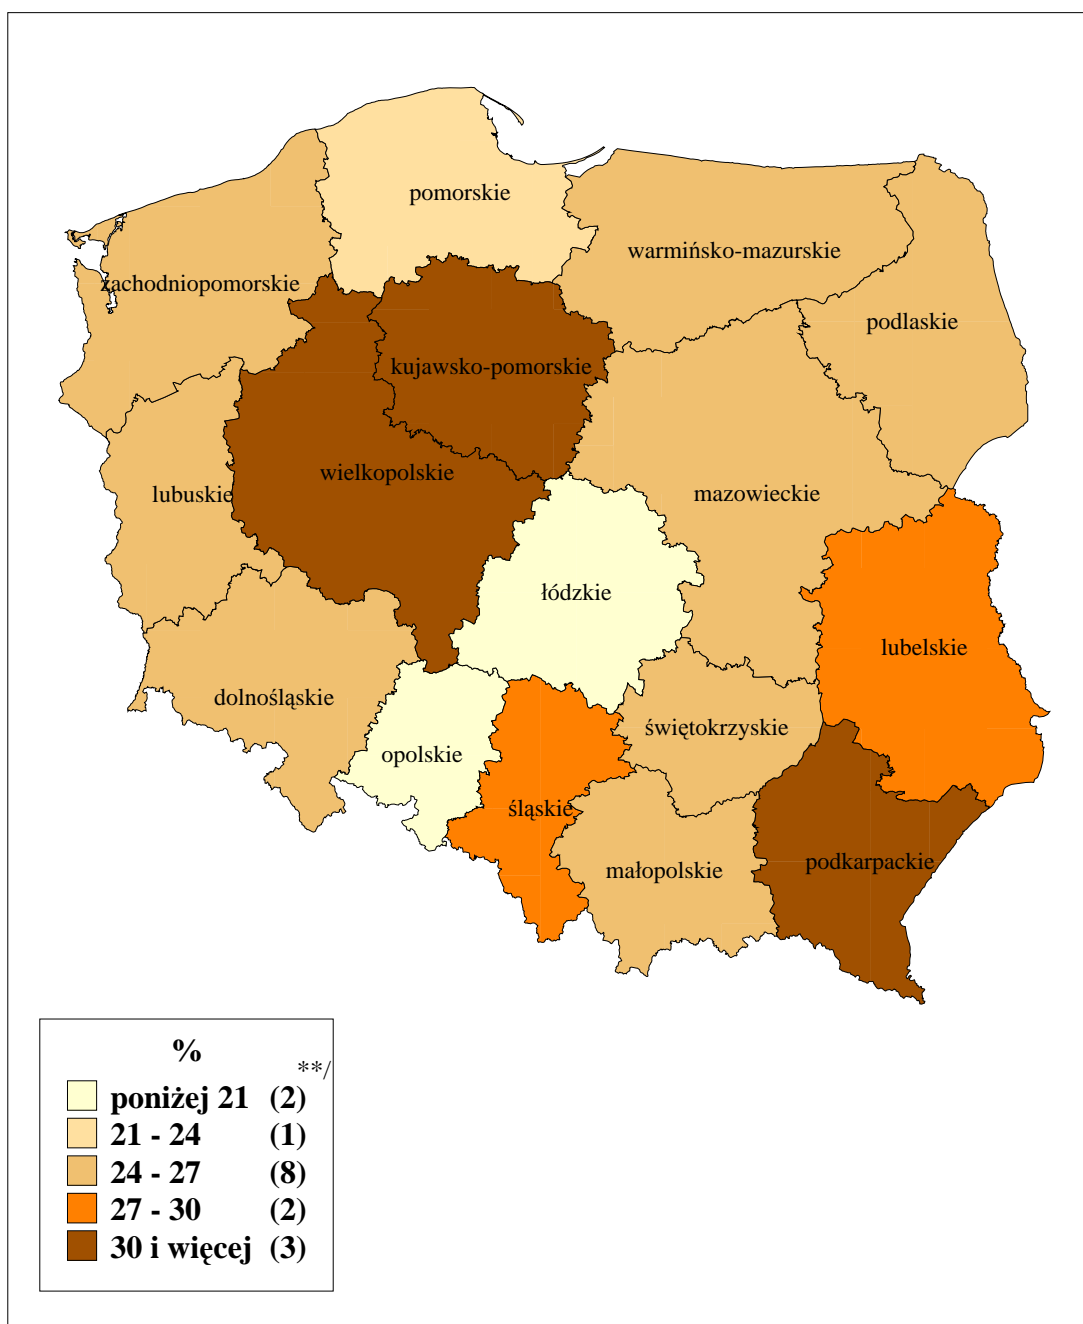 pomorskie
warmińsko-mazurskie
zachodniopomorskie
podlaskie
kujawsko-pomorskie
wielkopolskie
lubuskie
mazowieckie
łódzkie
lubelskie
dolnośląskie
świętokrzyskie
opolskie
śląskie
podkarpackie
małopolskie
%
**/
poniżej 21 (2)
21 - 24 (1)
24 - 27 (8)
27 - 30 (2)
30 i więcej (3)